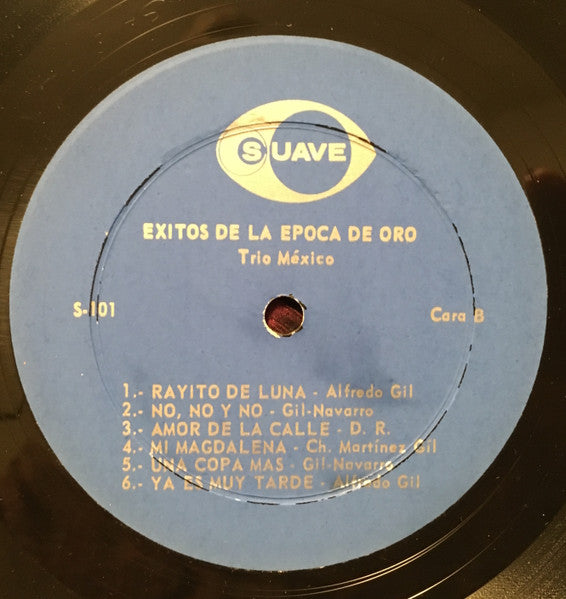 SUAVE
EXITOS DE LA EPOCA DE ORO
Trio México
S-101
Cara B
1.- RAYITO DE LUNA - Alfredo Gil
2.- NO, NO Y NO - Gil-Navarro
3.- AMOR DE LA CALLE - D. R.
4.- MI MAGDALENA - Ch. Martínez Gil
5.- UNA COPA MAS - Gil-Navarro
6.- YA ES MUY TARDE - Alfredo Gil